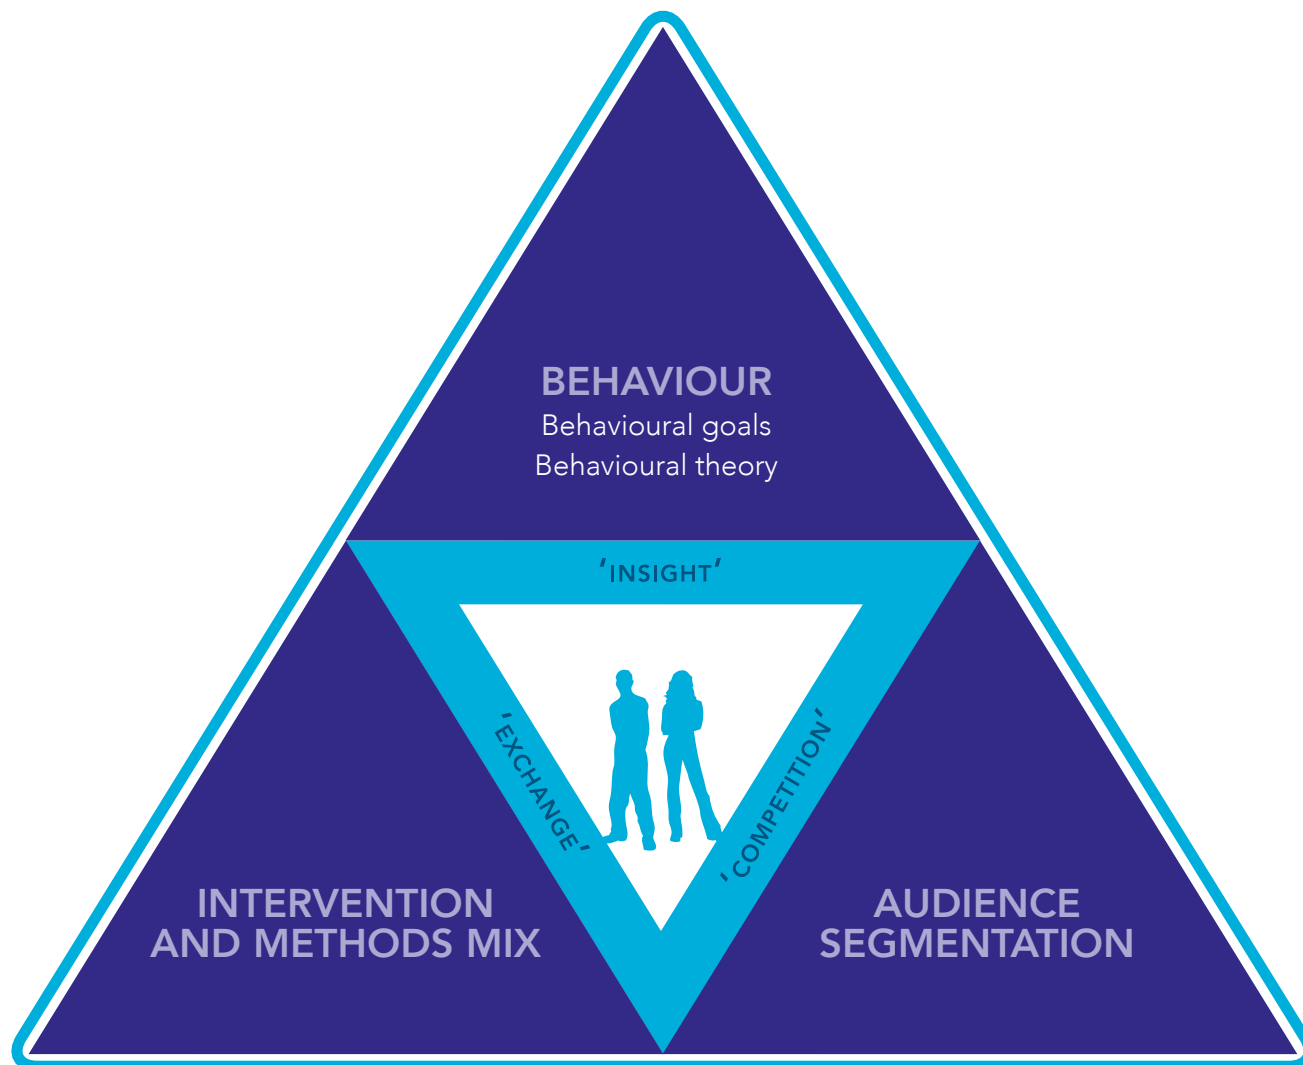 BEHAVIOUR
Behavioural goals
Behavioural theory
‘INSIGHT’
‘EXCHANGE’
‘COMPETITION’
INTERVENTION
AND METHODS MIX
AUDIENCE
SEGMENTATION